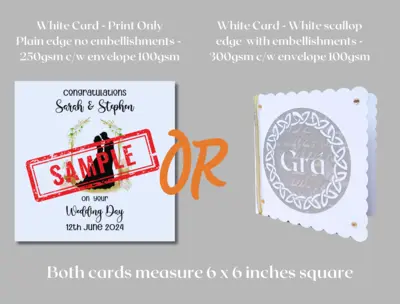 White Card - Print Only
Plain edge no embellishments -
250gsm c/w envelope 100gsm
White Card - White scallop
edge with embellishments -
300gsm c/w envelope 100gsm
Congratulations
Sarah & Stephen
SAMPLE
on your
Wedding Day
12th June 2024
OR
Grá
Both cards measure 6 x 6 inches square